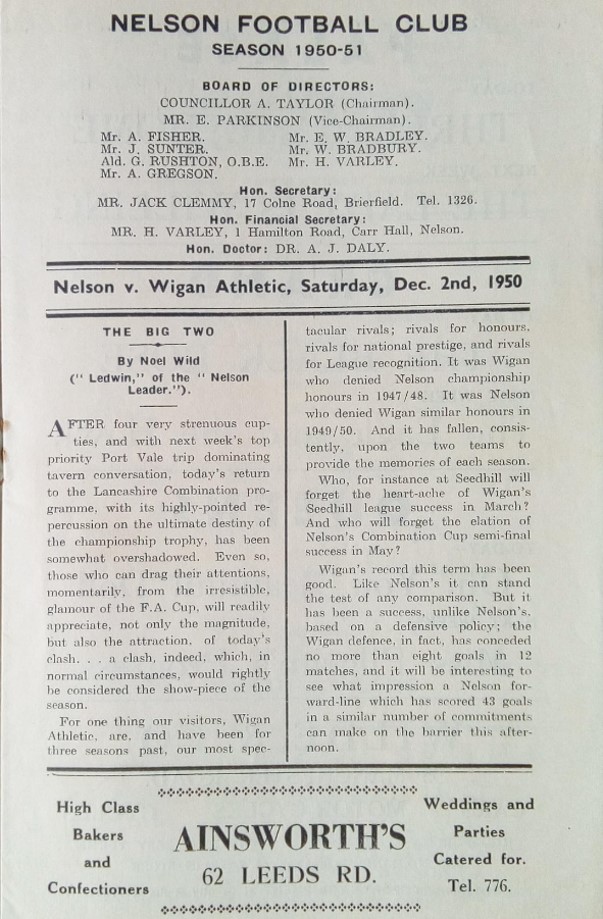 NELSON FOOTBALL CLUB
SEASON 1950-51
BOARD OF DIRECTORS:
COUNCILLOR A. TAYLOR (Chairman).
MR. E. PARKINSON (Vice-Chairman).
Mr. A. FISHER. Mr. E. W. BRADLEY.
Mr. J. SUNTER. Mr. W. BRADBURY.
Ald. G. RUSHTON, O.B.E. Mr. H. VARLEY.
Mr. A. GREGSON.
Hon. Secretary:
MR. JACK CLEMMY, 17 Colne Road, Brierfield. Tel. 1326.
Hon. Financial Secretary:
MR. H. VARLEY, 1 Hamilton Road, Carr Hall, Nelson.
Hon. Doctor: DR. A. J. DALY.
Nelson v. Wigan Athletic, Saturday, Dec. 2nd, 1950
THE BIG TWO
By Noel Wild
(" Ledwin," of the " Nelson
Leader.").
AFTER four very strenuous cup-
ties, and with next week's top
priority Port Vale trip dominating
tavern conversation, today's return
to the Lancashire Combination pro-
gramme, with its highly-pointed re-
percussion on the ultimate destiny of
the championship trophy, has been
somewhat overshadowed. Even so,
those who can drag their attentions,
momentarily, from the irresistible,
glamour of the F.A. Cup, will readily
appreciate, not only the magnitude,
but also the attraction, of today's
clash. . . a clash, indeed, which, in
normal circumstances, would rightly
be considered the show-piece of the
season.
For one thing our visitors, Wigan
Athletic, are, and have been for
three seasons past, our most spec-
tacular rivals; rivals for honours,
rivals for national prestige, and rivals
for League recognition. It was Wigan
who denied Nelson championship
honours in 1947/48. It was Nelson
who denied Wigan similar honours in
1949/50. And it has fallen, consis-
tently, upon the two teams to
provide the memories of each season.
Who, for instance at Seedhill will
forget the heart-ache of Wigan's
Seedhill league success in March?
And who will forget the elation of
Nelson's Combination Cup semi-final
success in May?
Wigan's record this term has been
good. Like Nelson's it can stand
the test of any comparison. But it
has been a success, unlike Nelson's,
based on a defensive policy; the
Wigan defence, in fact, has conceded
no more than eight goals in 12
matches, and it will be interesting to
see what impression a Nelson for-
ward-line which has scored 43 goals
in a similar number of commitments
can make on the barrier this after-
noon.
High Class
Bakers
and
Confectioners
AINSWORTH'S
62 LEEDS RD.
Weddings and
Parties
Catered for.
Tel. 776.